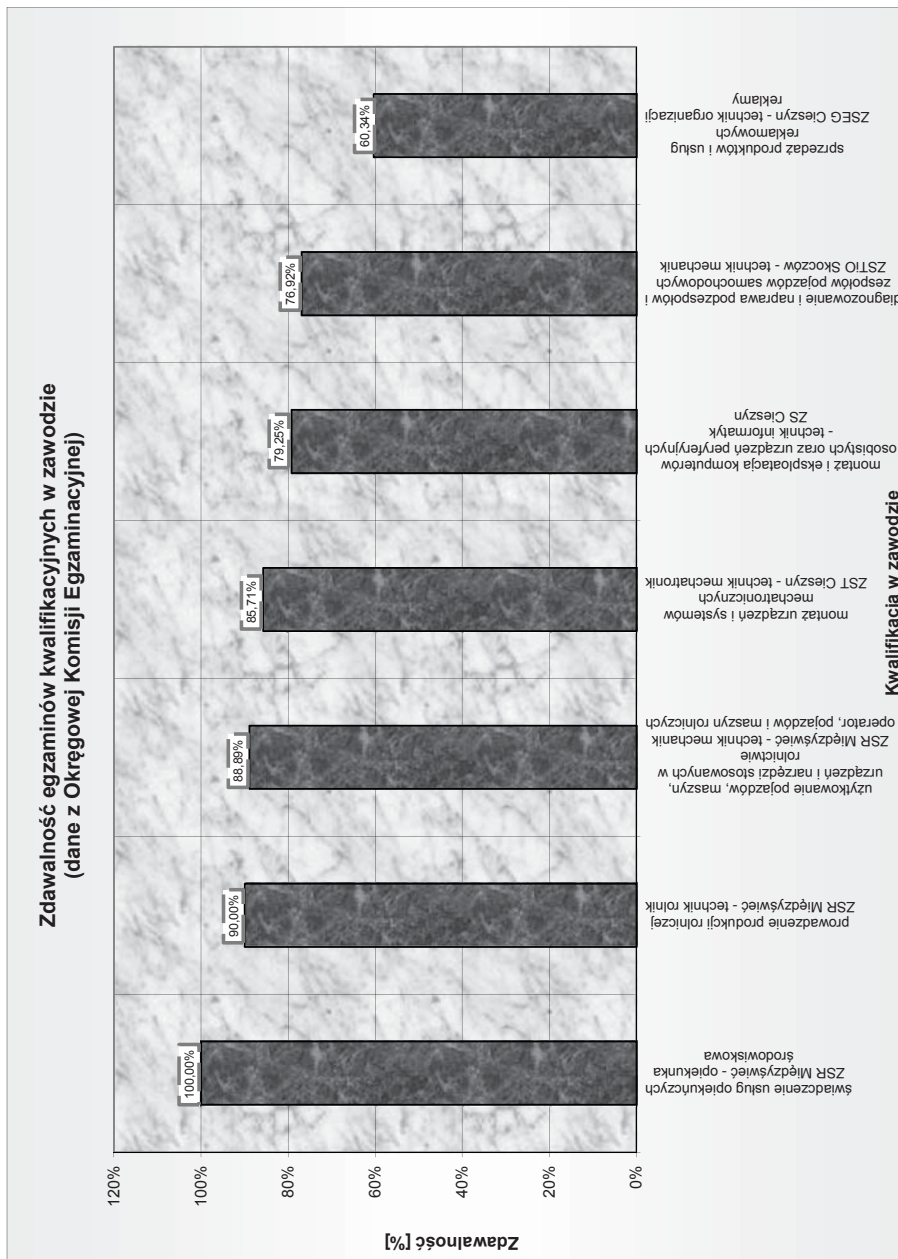 Zdawalność egzaminów kwalifikacyjnych w zawodzie
(dane z Okręgowej Komisji Egzaminacyjnej)
Zdawalność [%]
120%
100%
80%
60%
40%
20%
0%
100,00%
90,00%
88,89%
85,71%
79,25%
76,92%
60,34%
świadczenie usług opiekuńczych
ZSR Międzyświeć - opiekunka
środowiskowa
prowadzenie produkcji rolniczej
ZSR Międzyświeć - technik rolnik
użytkowanie pojazdów, maszyn,
urządzeń i narzędzi stosowanych w
rolnictwie
ZSR Międzyświeć - technik mechanik
operator, pojazdów i maszyn rolniczych
montaż urządzeń i systemów
mechatronicznych
ZST Cieszyn - technik mechatronik
montaż i eksploatacja komputerów
osobistych oraz urządzeń peryferyjnych
- technik informatyk
ZS Cieszyn
diagnozowanie i naprawa podzespołów i
zespołów pojazdów samochodowych
ZSTiO Skoczów - technik mechanik
sprzedaż produktów i usług
reklamowych
ZSEG Cieszyn - technik organizacji
reklamy
Kwalifikacja w zawodzie